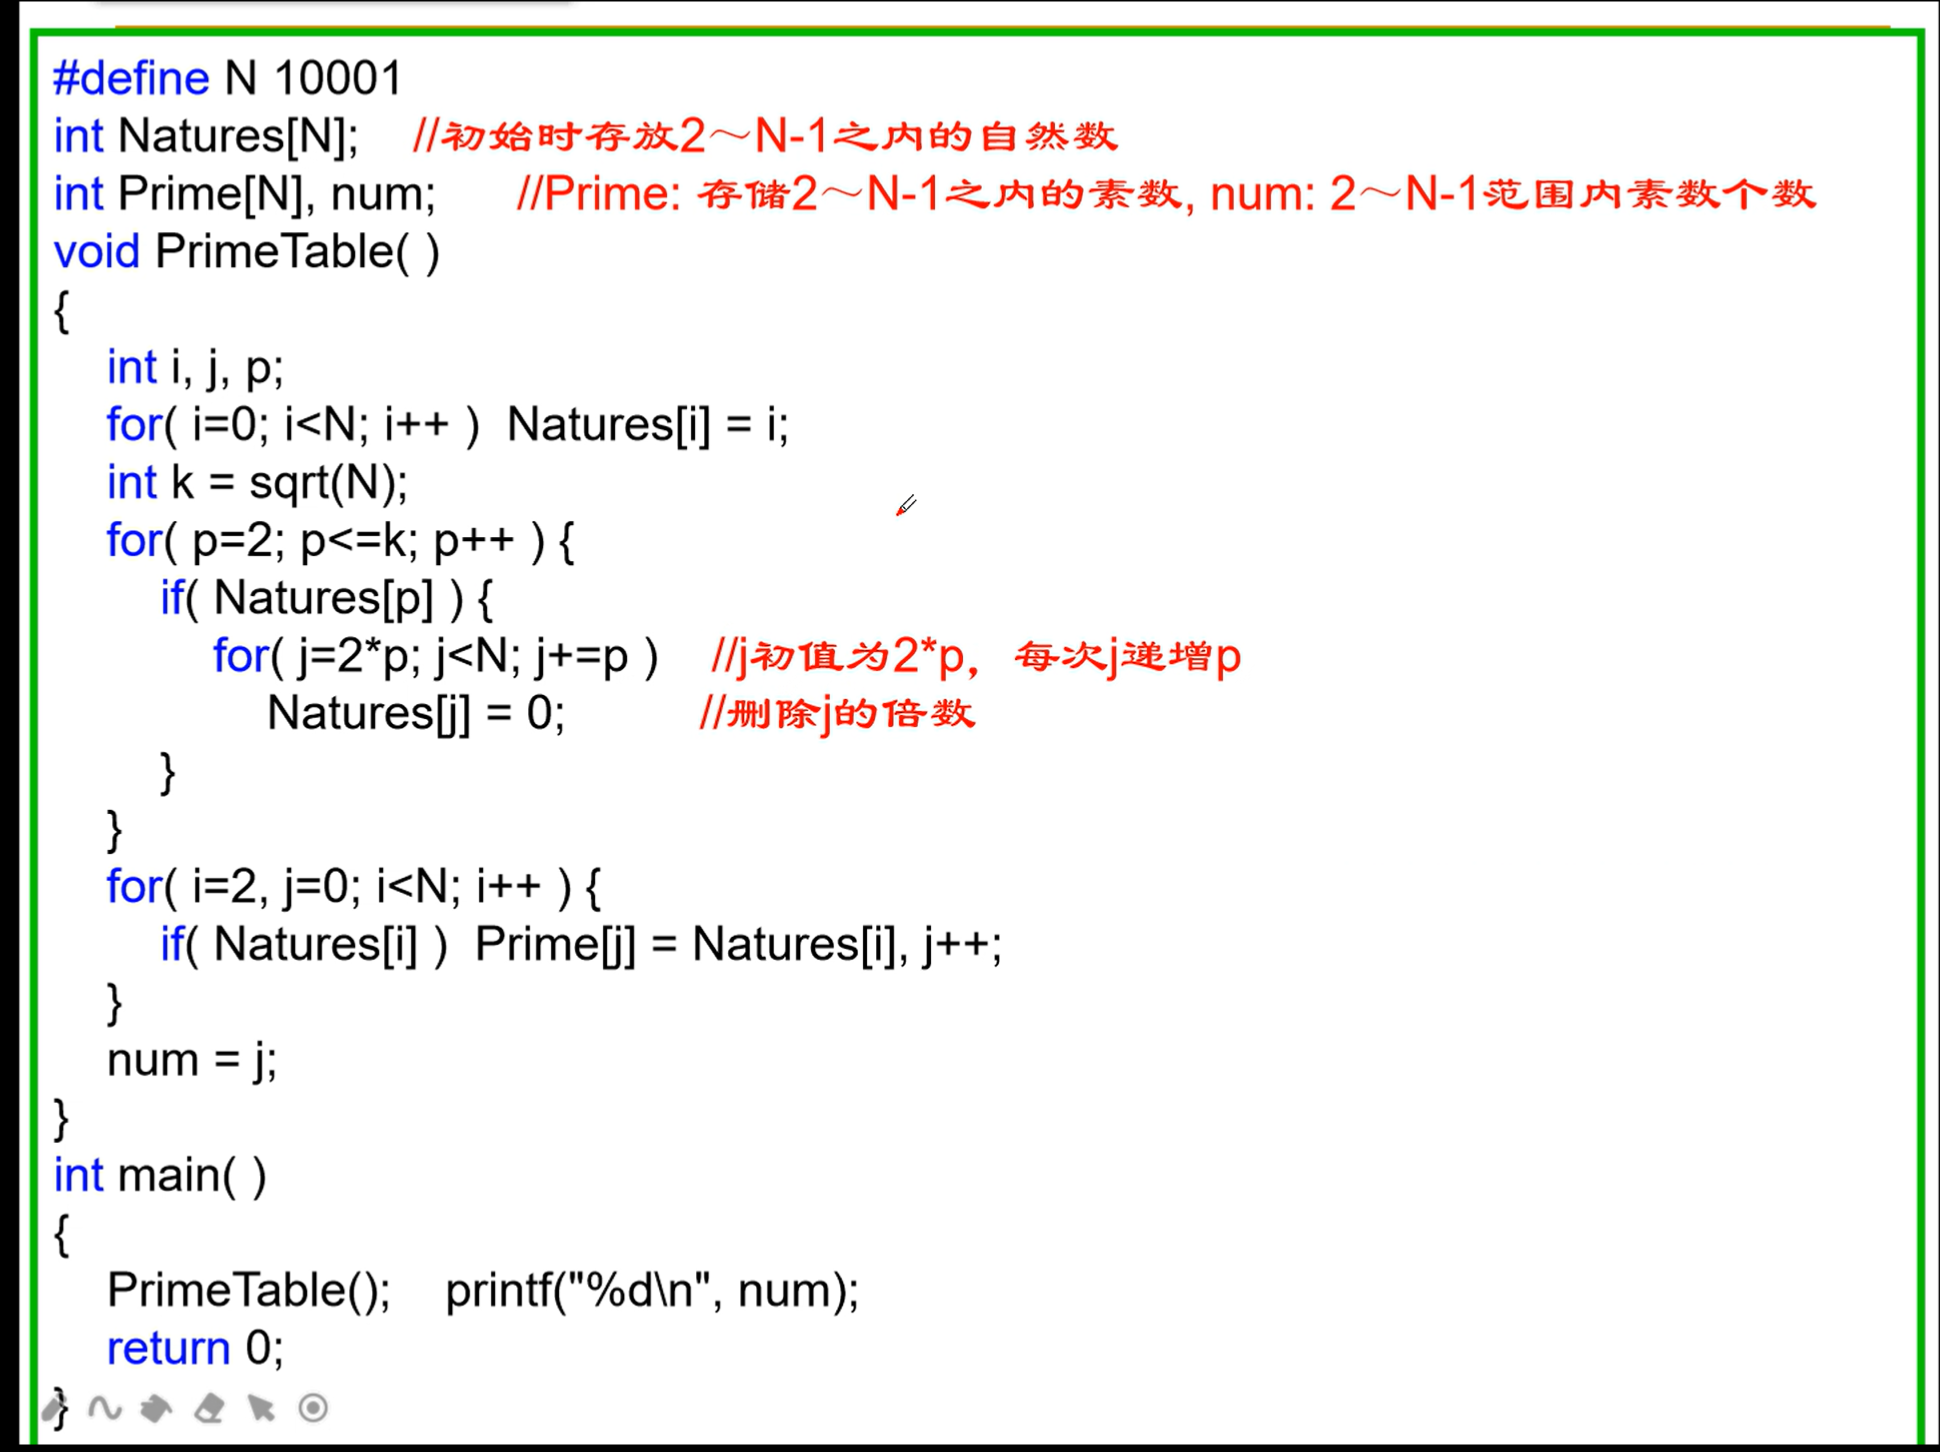 #define N 10001
int Natures[N]; //初始时存放2～N-1之内的自然数
int Prime[N], num; //Prime: 存储2～N-1之内的素数, num: 2～N-1范围内素数个数
void PrimeTable( )
{
int i, j, p;
for( i=0; i<N; i++ ) Natures[i] = i;
int k = sqrt(N);
for( p=2; p<=k; p++ ) {
if( Natures[p] ) {
for( j=2*p; j<N; j+=p ) //j初值为2*p，每次j递增p
Natures[j] = 0; //删除j的倍数
}
}
for( i=2, j=0; i<N; i++ ) {
if( Natures[i] ) Prime[j] = Natures[i], j++;
}
num = j;
}
int main( )
{
PrimeTable(); printf("%d\n", num);
return 0;
}